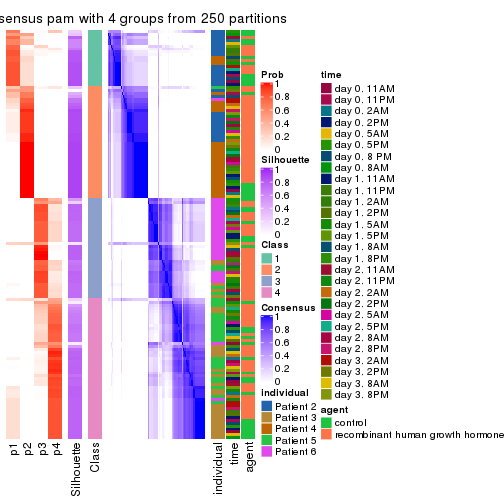 sensus pam with 4 groups from 250 partitions
p1
p2
p3
p4
Silhouette
Class
individual
time
agent
Prob
1
0.8
0.6
0.4
0.2
0
Silhouette
1
0.8
0.6
0.4
0.2
0
Class
1
2
3
4
Consensus
1
0.8
0.6
0.4
0.2
0
individual
Patient 2
Patient 3
Patient 4
Patient 5
Patient 6
time
day 0. 11AM
day 0. 11PM
day 0. 2AM
day 0. 2PM
day 0. 5AM
day 0. 5PM
day 0. 8 PM
day 0. 8AM
day 1. 11AM
day 1. 11PM
day 1. 2AM
day 1. 2PM
day 1. 5AM
day 1. 5PM
day 1. 8AM
day 1. 8PM
day 2. 11AM
day 2. 11PM
day 2. 2AM
day 2. 2PM
day 2. 5AM
day 2. 5PM
day 2. 8AM
day 2. 8PM
day 3. 2AM
day 3. 2PM
day 3. 8AM
day 3. 8PM
agent
control
recombinant human growth hormone